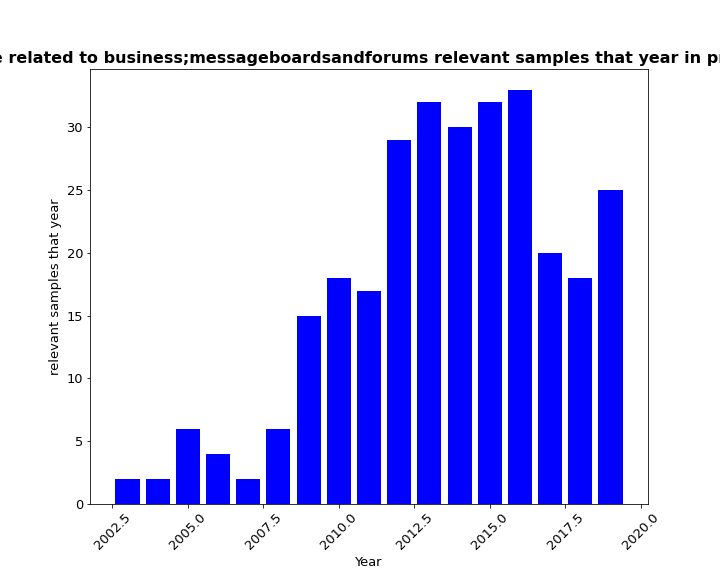 related to business;messageboardsandforums relevant samples that year in
relevant samples that year
30
25
20
15
10
5
0
2002.5 2005.0 2007.5 2010.0 2012.5 2015.0 2017.5 2020.0
Year